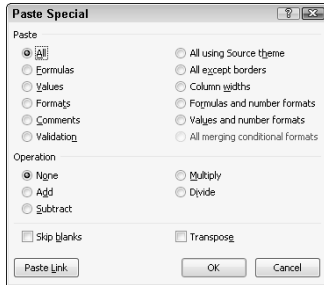 Paste Special
Paste
All
All using Source theme
Formulas
All except borders
Values
Column widths
Formats
Formulas and number formats
Comments
Values and number formats
Validation
All merging conditional formats
Operation
None
Multiply
Add
Divide
Subtract
Skip blanks
Transpose
Paste Link
OK
Cancel